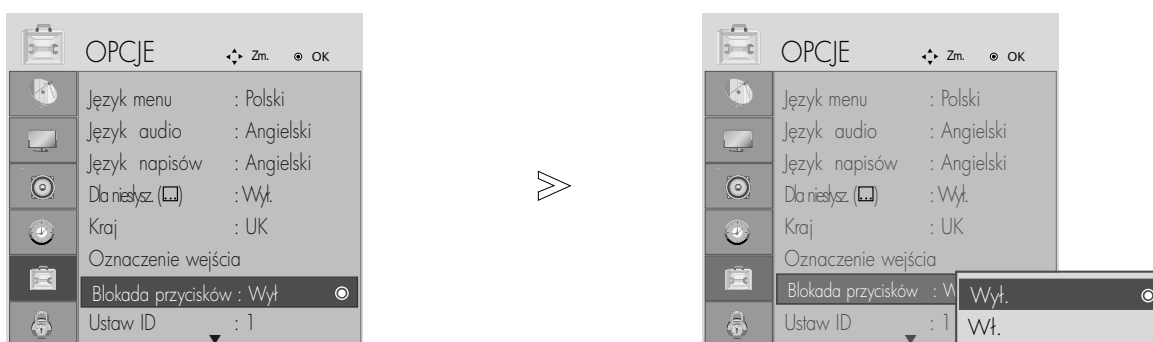 OPCJE Zm. OK
Język menu : Polski
Język audio : Angielski
Język napisów : Angielski
Dla niesłysz. ( ) : Wył.
Kraj : UK
Oznaczenie wejścia
Blokada przycisków : Wył
Ustaw ID : 1
OPCJE Zm. OK
Język menu : Polski
Język audio : Angielski
Język napisów : Angielski
Dla niesłysz. ( ) : Wył.
Kraj : UK
Oznaczenie wejścia
Blokada przycisków : W
Ustaw ID : 1
Wył.
Wł.